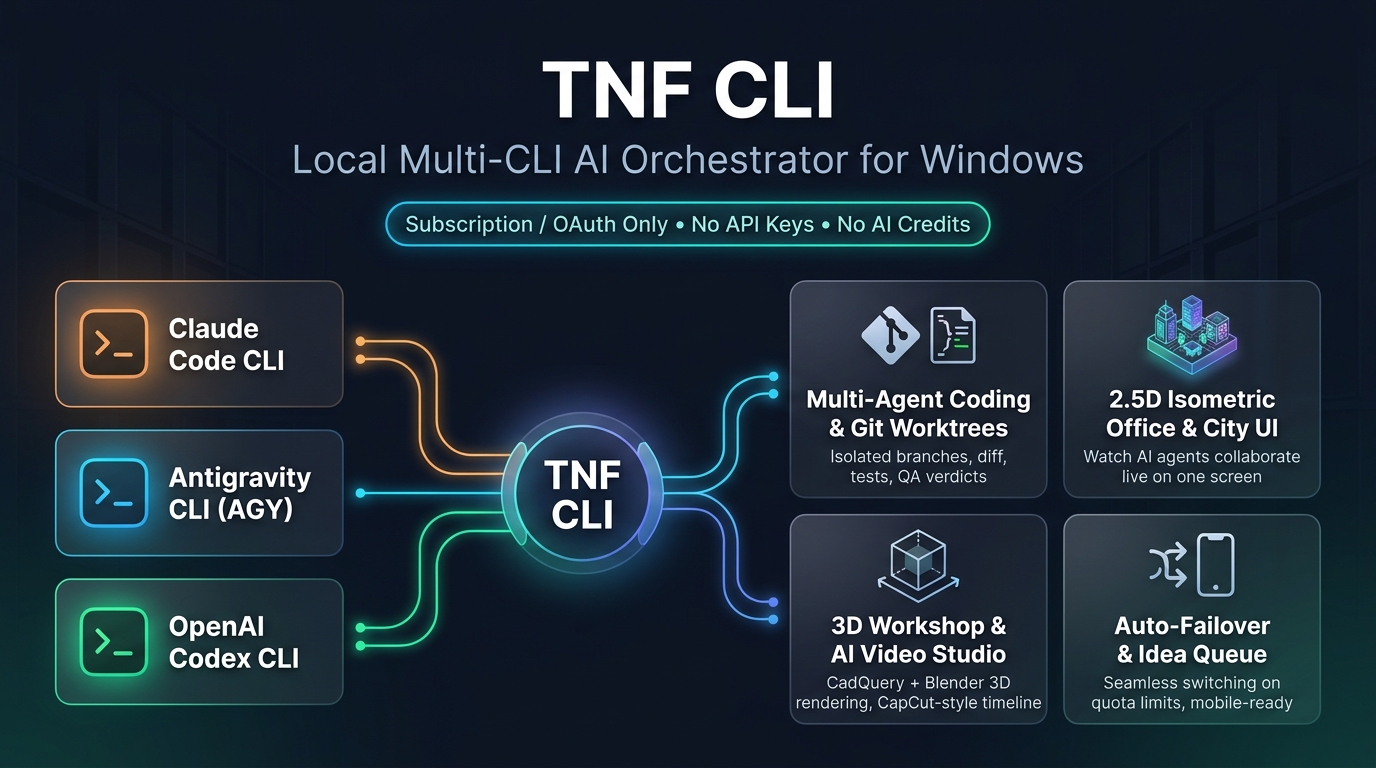 TNF CLI
Local Multi-CLI AI Orchestrator for Windows
Subscription / OAuth Only • No API Keys • No AI Credits
Claude
Code CLI
Antigravity
CLI (AGY)
OpenAI
Codex CLI
TNF
CLI
Multi-Agent Coding
& Git Worktrees
Isolated branches, diff,
tests, QA verdicts
2.5D Isometric
Office & City UI
Watch AI agents collaborate
live on one screen
3D Workshop &
AI Video Studio
CadQuery + Blender 3D
rendering, CapCut-style timeline
Auto-Failover
& Idea Queue
Seamless switching on
quota limits, mobile-ready